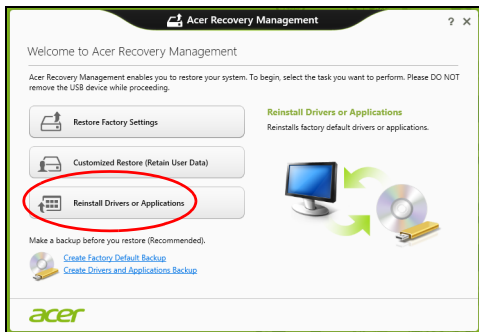 Acer Recovery Management
? X
Welcome to Acer Recovery Management
Acer Recovery Management enables you to restore your system. To begin, select the task you want to perform. Please DO NOT
remove the USB device while proceeding.
Restore Factory Settings
Customized Restore (Retain User Data)
Reinstall Drivers or Applications
Reinstall Drivers or Applications
Reinstalls factory default drivers or applications.
Make a backup before you restore (Recommended).
Create Factory Default Backup
Create Drivers and Applications Backup
acer